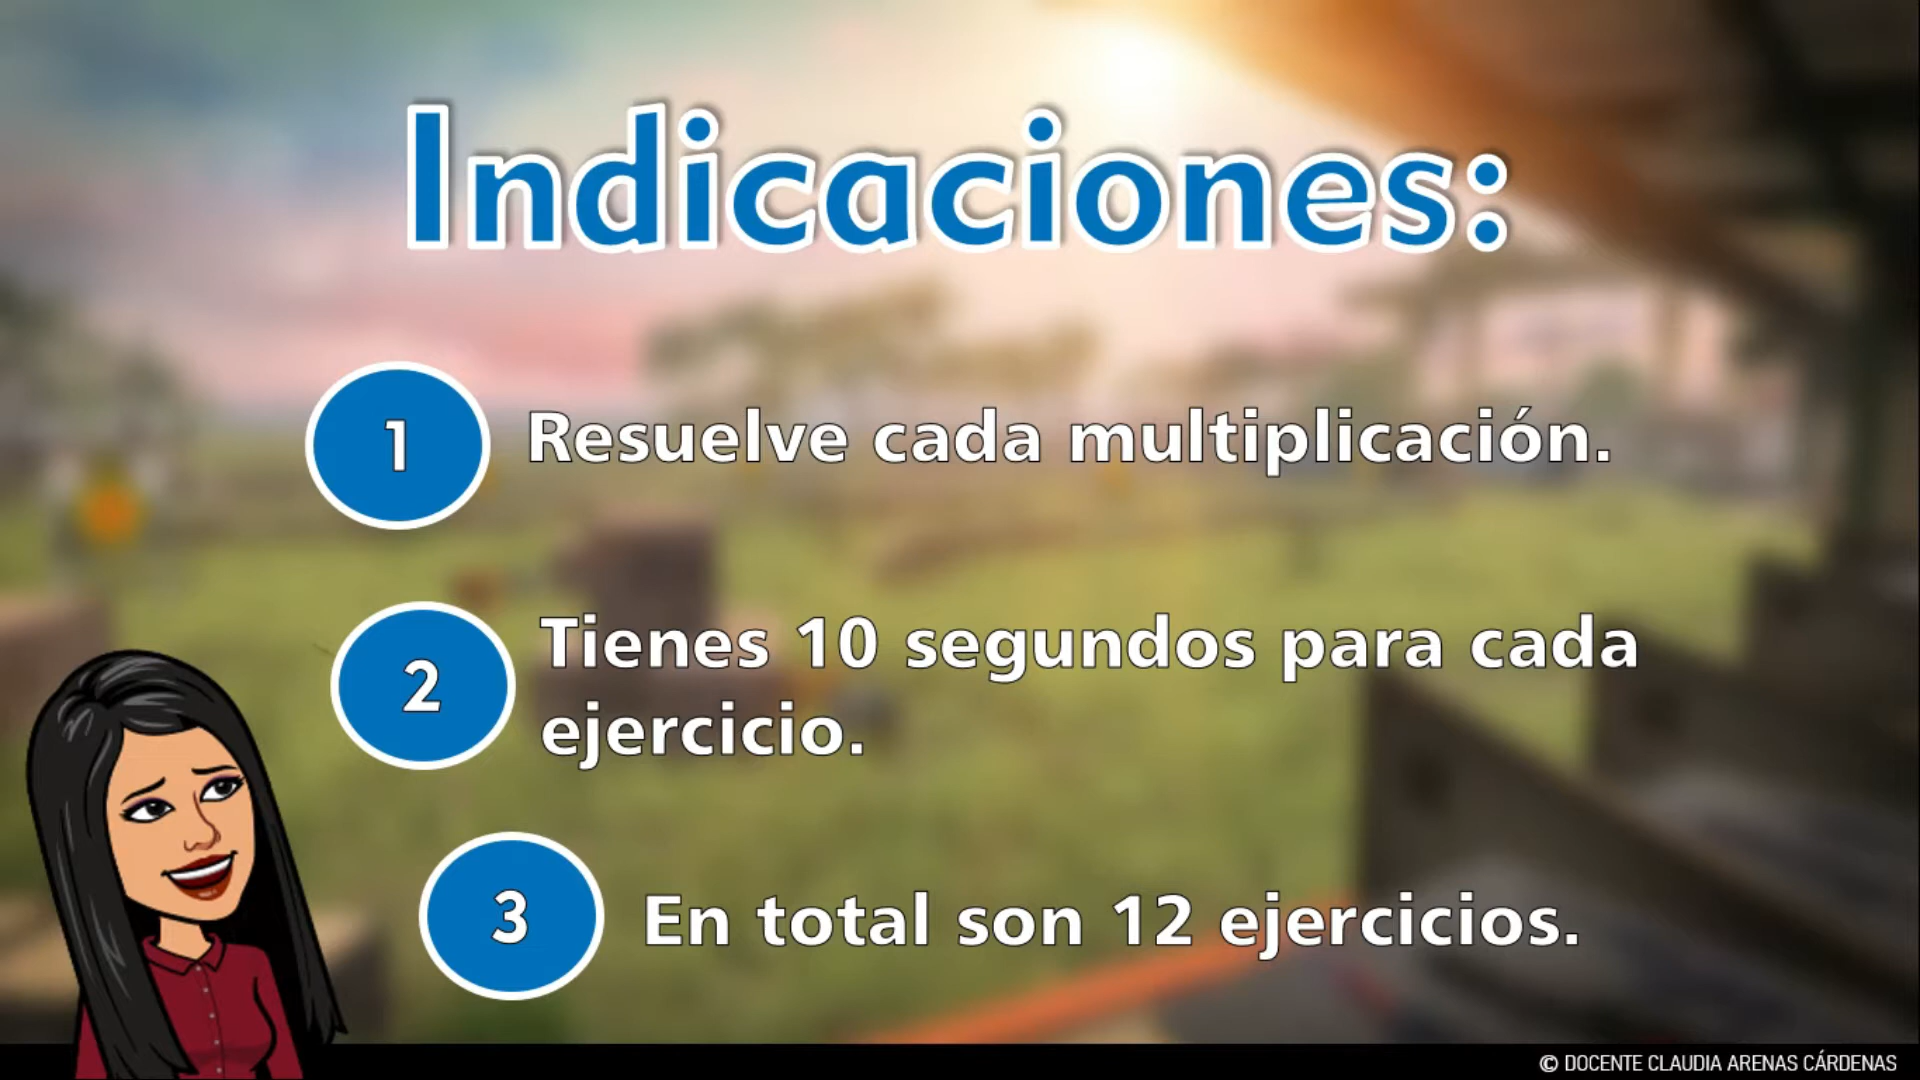 Indicaciones:
1
Resuelve cada multiplicación.
2
Tienes 10 segundos para cada
ejercicio.
3
En total son 12 ejercicios.
© DOCENTE CLAUDIA ARENAS CÁRDENAS